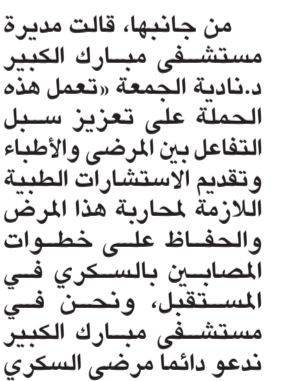 من جانبها، قالت مديرة
مستشفى مبارك الكبير
د.نادية الجمعة «تعمل هذه
الحملة على تعزيز سبل
التفاعل بين المرضى والأطباء
وتقديم الاستشارات الطبية
اللازمة لمحاربة هذا المرض
والحفاظ على خطوات
المصابين بالسكري في
المستقبل، ونحن في
مستشفى مبارك الكبير
ندعو دائما مرضى السكري